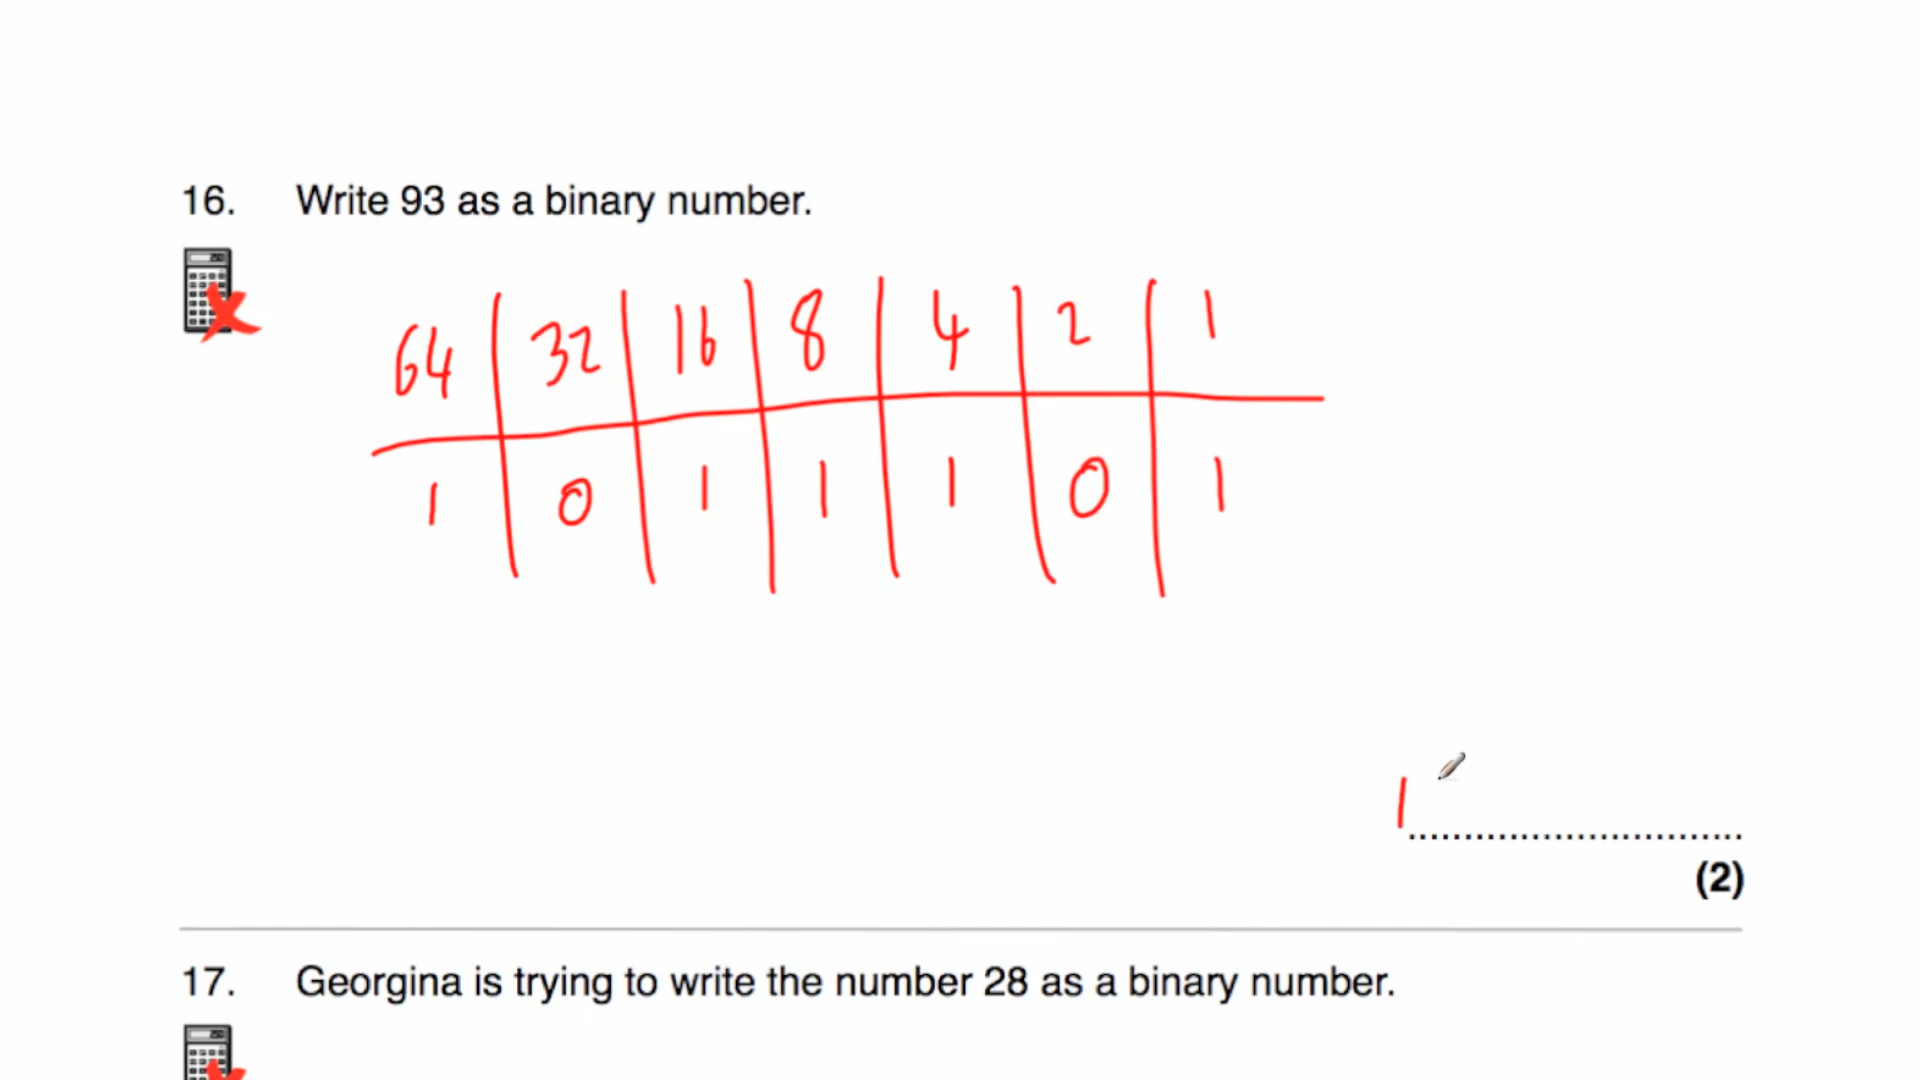 16. Write 93 as a binary number.
64 32 16 8 4 2 1
1 0 1 1 1 0 1
1
(2)
17. Georgina is trying to write the number 28 as a binary number.